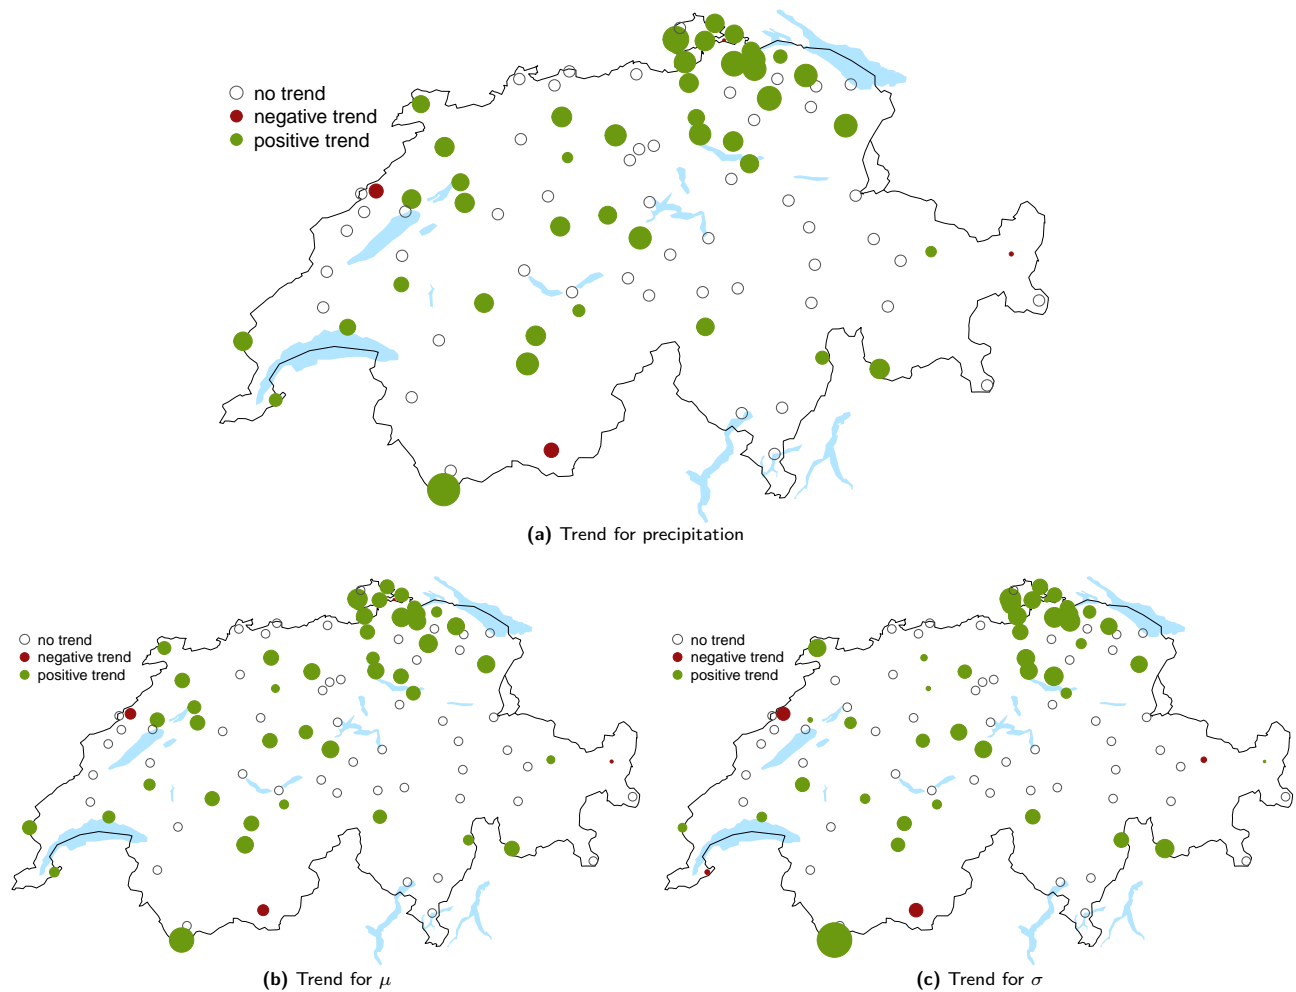 no trend
negative trend
positive trend
(a) Trend for precipitation
no trend
negative trend
positive trend
(b) Trend for μ
no trend
negative trend
positive trend
(c) Trend for σ